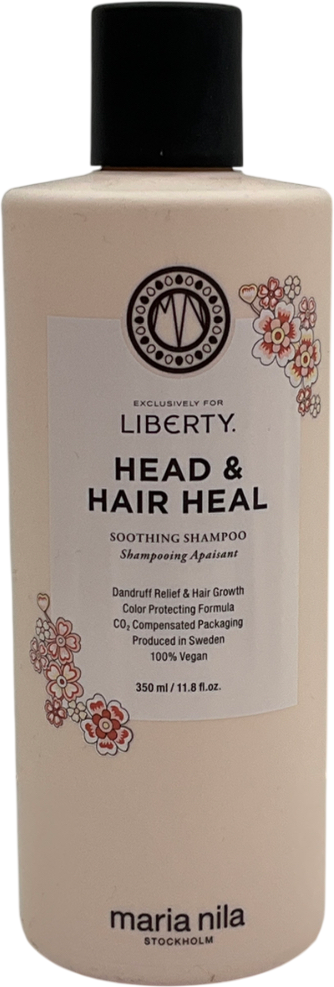 EXCLUSIVELY FOR
LIBERTY.
HEAD &
HAIR HEAL
SOOTHING SHAMPOO
Shampooing Apaisant
Dandruff Relief & Hair Growth
Color Protecting Formula
CO₂ Compensated Packaging
Produced in Sweden
100% Vegan
350 ml / 11.8 fl.oz.
maria nila
STOCKHOLM